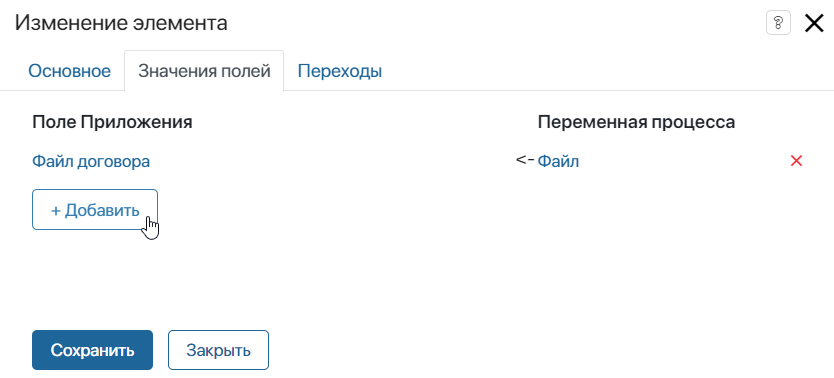 Изменение элемента
?
Основное Значения полей Переходы
Поле Приложения Переменная процесса
Файл договора <- Файл
+ Добавить
Сохранить Закрыть